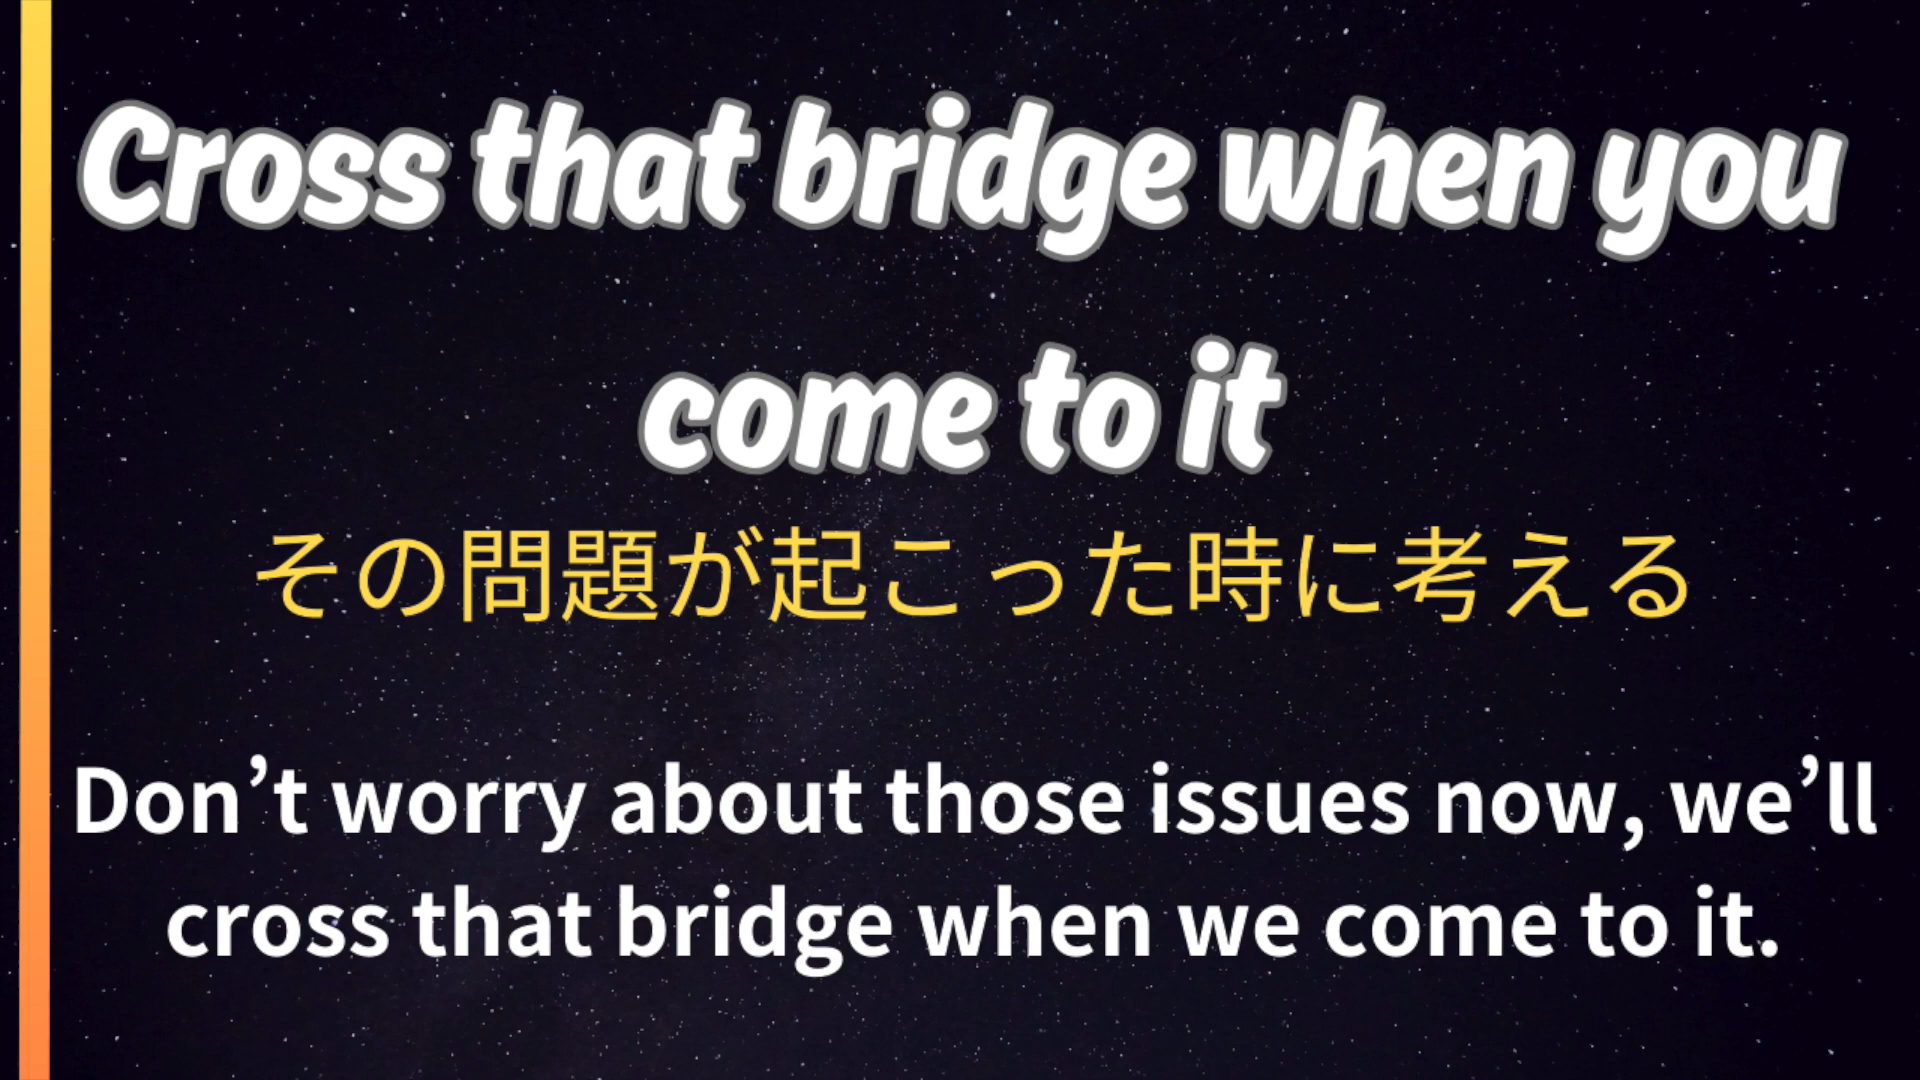 Cross that bridge when you
come to it
その問題が起こった時に考える
Don’t worry about those issues now, we’ll
cross that bridge when we come to it.